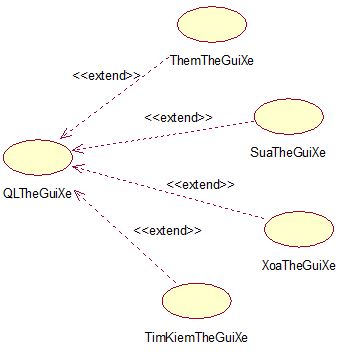 ThemTheGuiXe
<<extend>>
<<extend>>
SuaTheGuiXe
QLTheGuiXe
<<extend>>
<<extend>>
XoaTheGuiXe
TimKiemTheGuiXe